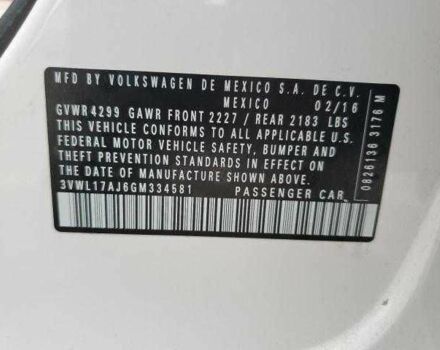 MFD BY VOLKSWAGEN DE MEXICO S.A. DE C.V.
MEXICO 02/16
GVWR 4299 GAWR FRONT 2227 / REAR 2183 LBS
THIS VEHICLE CONFORMS TO ALL APPLICABLE U.S.
FEDERAL MOTOR VEHICLE SAFETY, BUMPER AND
THEFT PREVENTION STANDARDS IN EFFECT ON
THE DATE OF MANUFACTURE INDICATED ABOVE.
3VWL17AJ6GM334581 PASSENGER CAR
0826136 3176 M